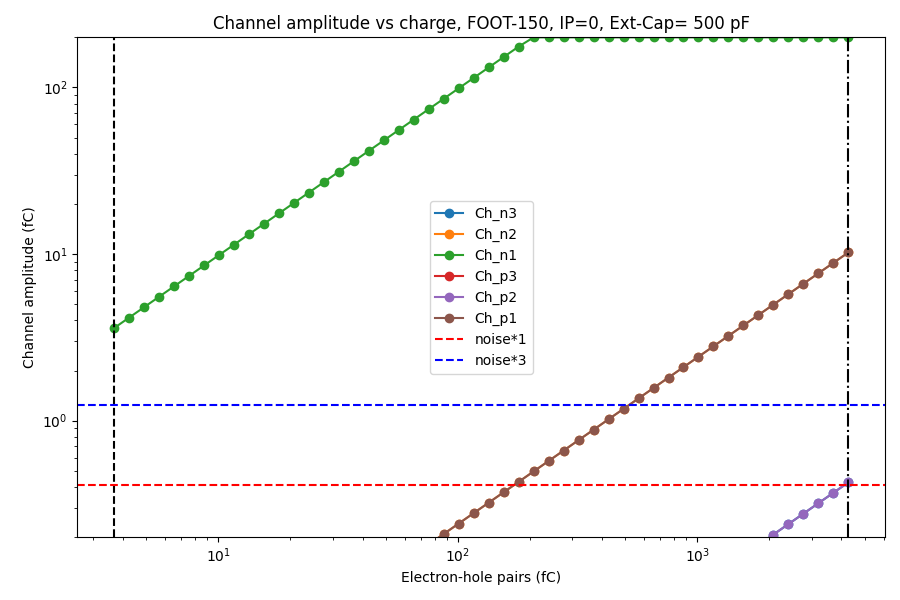 Channel amplitude vs charge, FOOT-150, IP=0, Ext-Cap= 500 pF
Channel amplitude (fC)
10²
10¹
10⁰
Ch_n3
Ch_n2
Ch_n1
Ch_p3
Ch_p2
Ch_p1
noise*1
noise*3
10¹ 10² 10³
Electron-hole pairs (fC)